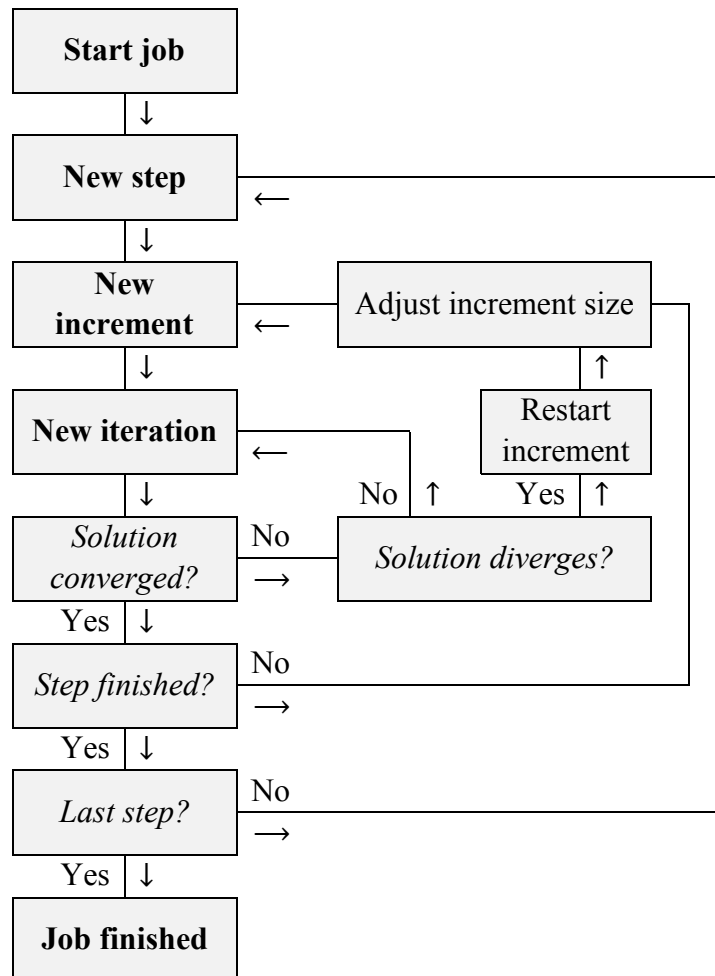 Start job
↓
New step
←
↓
New
increment
Adjust increment size
←
↓
↑
New iteration
Restart
increment
←
↓
No ↑
Yes ↑
Solution
converged?
No
→
Solution diverges?
Yes ↓
Step finished?
No
→
Yes ↓
Last step?
No
→
Yes ↓
Job finished